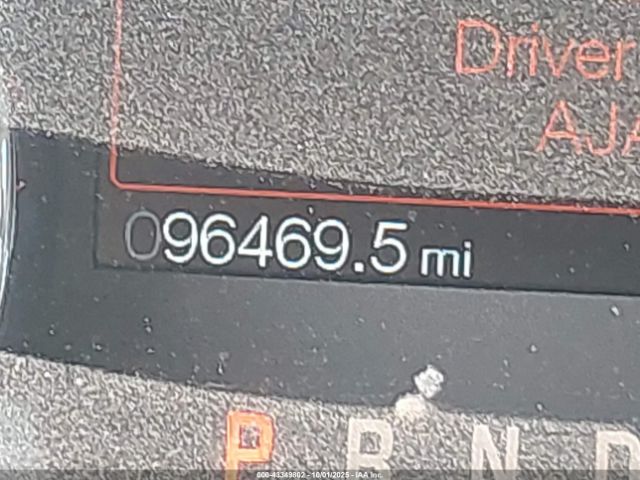 Driver
AJA
096469.5 mi
P R N D
000-43349802 - 10/01/2025 - IAA Inc.